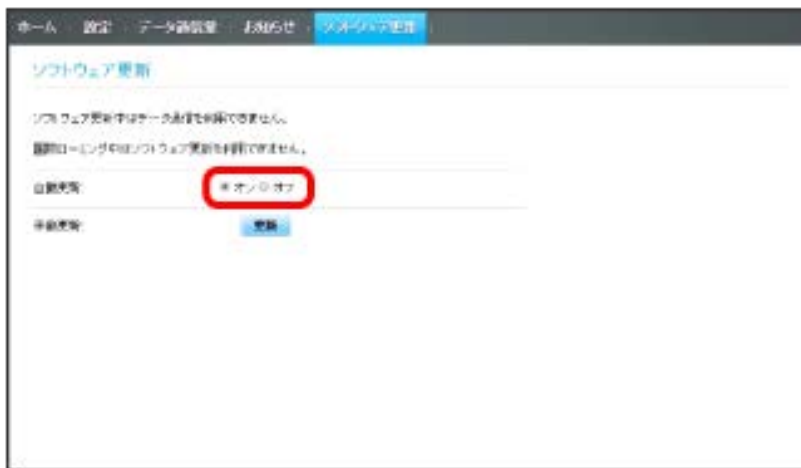 ホーム 設定 データ通信量 お知らせ ソフトウェア更新
ソフトウェア更新
ソフトウェア更新中はデータ通信を利用できません。
国際ローミング中はソフトウェア更新を利用できません。
自動更新 オン オフ
手動更新 更新